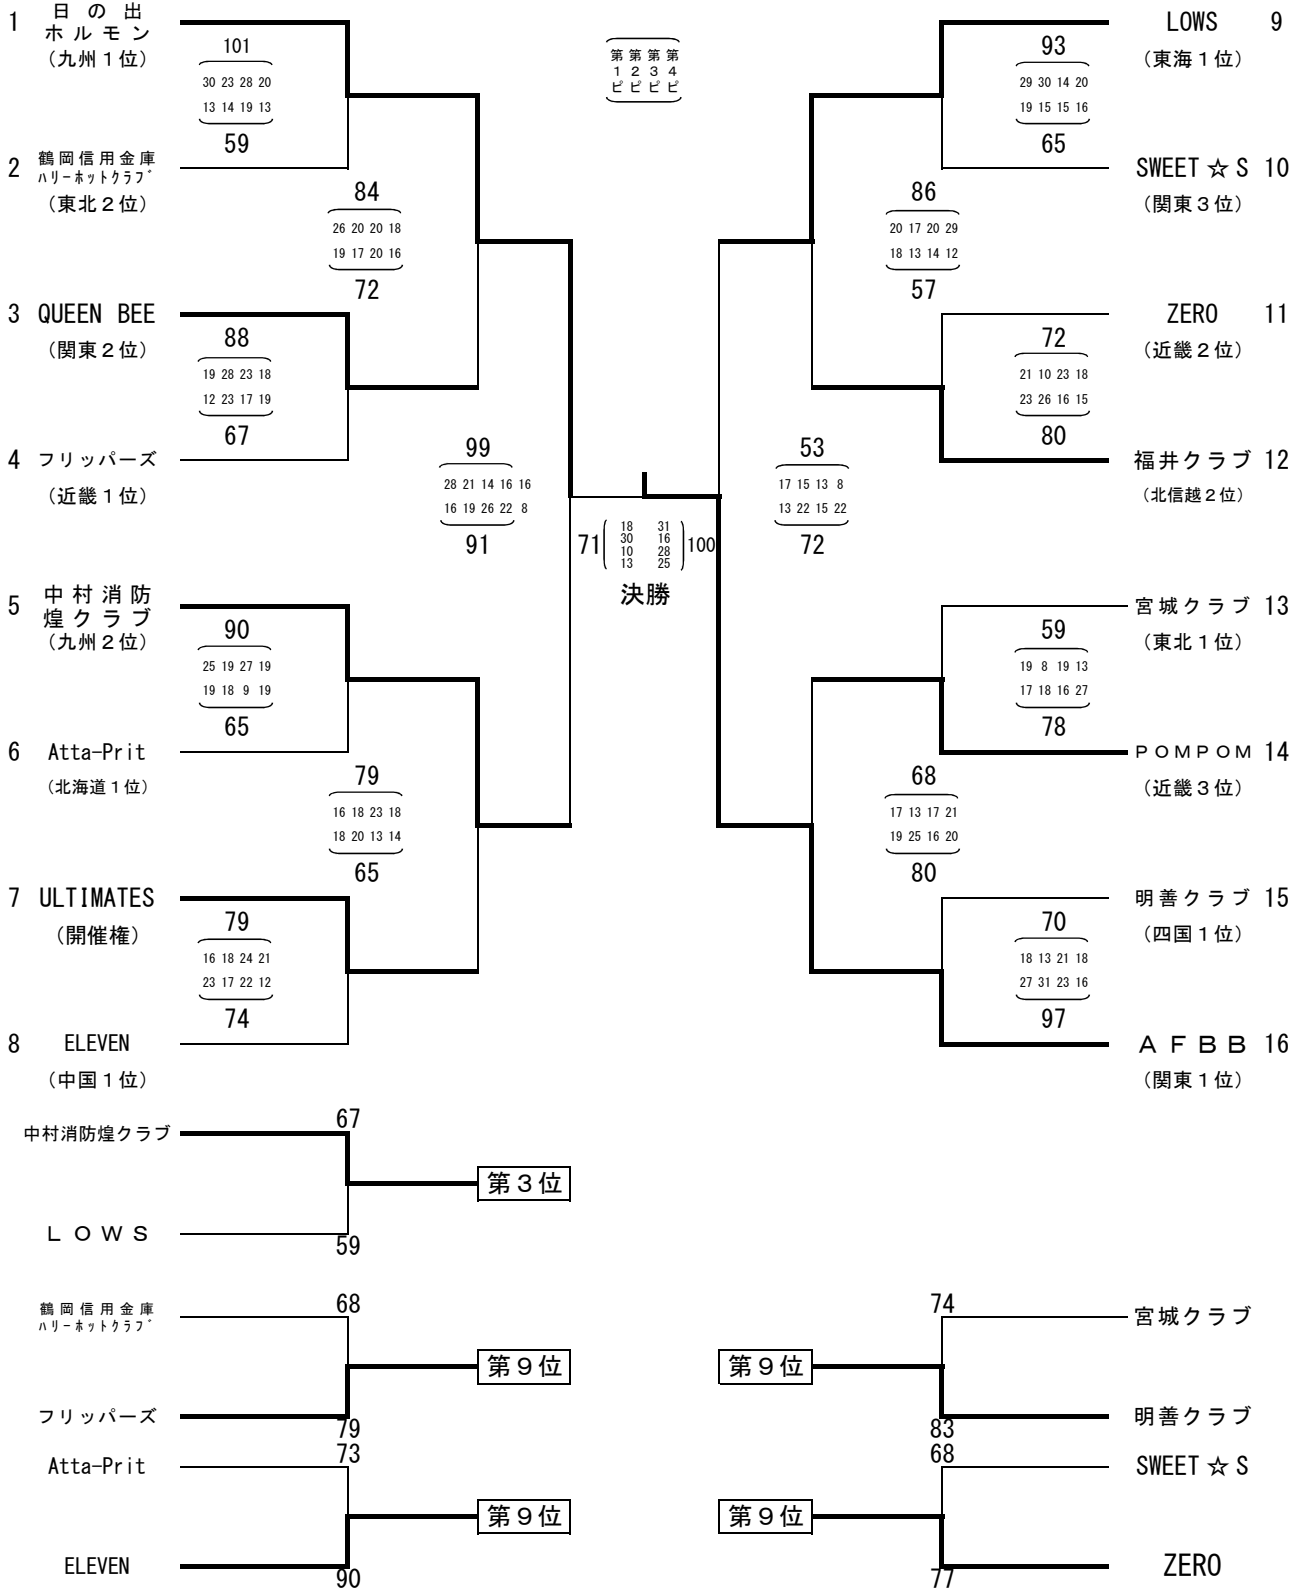 1 日の出
ホルモン
(九州１位)
101
30 23 28 20
13 14 19 13
59
2 鶴岡信用金庫
ﾊﾘｰﾎｯﾄｸﾗﾌﾞ
(東北２位)
84
26 20 20 18
19 17 20 16
72
3 QUEEN BEE
(関東２位)
88
19 28 23 18
12 23 17 19
67
4 フリッパーズ
(近畿１位)
99
28 21 14 16 16
16 19 26 22 8
91
5 中村消防
煌クラブ
(九州２位)
90
25 19 27 19
19 18 9 19
65
6 Atta-Prit
(北海道１位)
79
16 18 23 18
18 20 13 14
65
7 ULTIMATES
(開催権)
79
16 18 24 21
23 17 22 12
74
8 ELEVEN
(中国１位)
第1ピ 第2ピ 第3ピ 第4ピ
71 100
18 31
30 16
10 28
13 25
決勝
LOWS 9
(東海１位)
93
29 30 14 20
19 15 15 16
65
SWEET☆S 10
(関東３位)
86
20 17 20 29
18 13 14 12
57
ZERO 11
(近畿２位)
72
21 10 23 18
23 26 16 15
80
福井クラブ 12
(北信越２位)
53
17 15 13 8
13 22 15 22
72
宮城クラブ 13
(東北１位)
59
19 8 19 13
17 18 16 27
78
ＰＯＭＰＯＭ 14
(近畿３位)
68
17 13 17 21
19 25 16 20
80
明善クラブ 15
(四国１位)
70
18 13 21 18
27 31 23 16
97
ＡＦＢＢ 16
(関東１位)
中村消防煌クラブ 67
第３位
ＬＯＷＳ 59
鶴岡信用金庫
ﾊﾘｰﾎｯﾄｸﾗﾌﾞ 68
第９位
フリッパーズ 79
Atta-Prit 73
第９位
ELEVEN 90
74 宮城クラブ
第９位
83 明善クラブ
68 SWEET☆S
第９位
77 ZERO